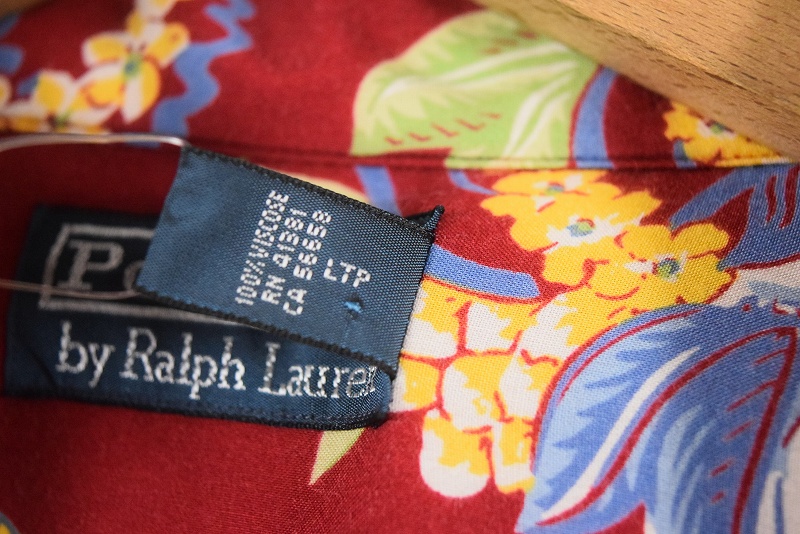 100%VISCOSE
RN 41381
CA 56658
LTP
by Ralph Lauren